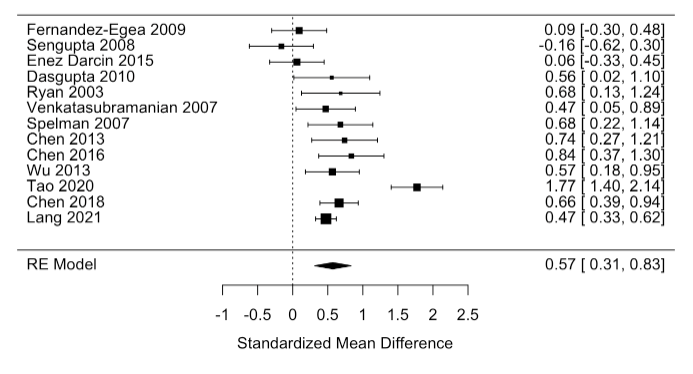 Fernandez-Egea 2009 0.09 [-0.30, 0.48]
Sengupta 2008 -0.16 [-0.62, 0.30]
Enez Darcin 2015 0.06 [-0.33, 0.45]
Dasgupta 2010 0.56 [ 0.02, 1.10]
Ryan 2003 0.68 [ 0.13, 1.24]
Venkatasubramanian 2007 0.47 [ 0.05, 0.89]
Spelman 2007 0.68 [ 0.22, 1.14]
Chen 2013 0.74 [ 0.27, 1.21]
Chen 2016 0.84 [ 0.37, 1.30]
Wu 2013 0.57 [ 0.18, 0.95]
Tao 2020 1.77 [ 1.40, 2.14]
Chen 2018 0.66 [ 0.39, 0.94]
Lang 2021 0.47 [ 0.33, 0.62]
RE Model 0.57 [ 0.31, 0.83]
-1 -0.5 0 0.5 1 1.5 2 2.5
Standardized Mean Difference